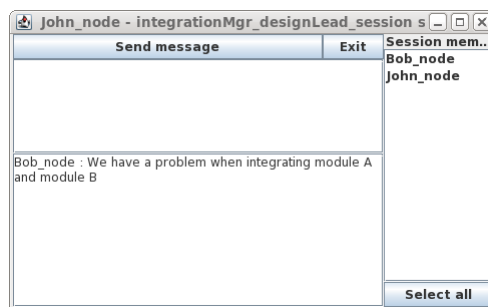 John_node - integrationMgr_designLead_session s
Send message
Exit
Session mem..
Bob_node
John_node
Bob_node : We have a problem when integrating module A
and module B
Select all